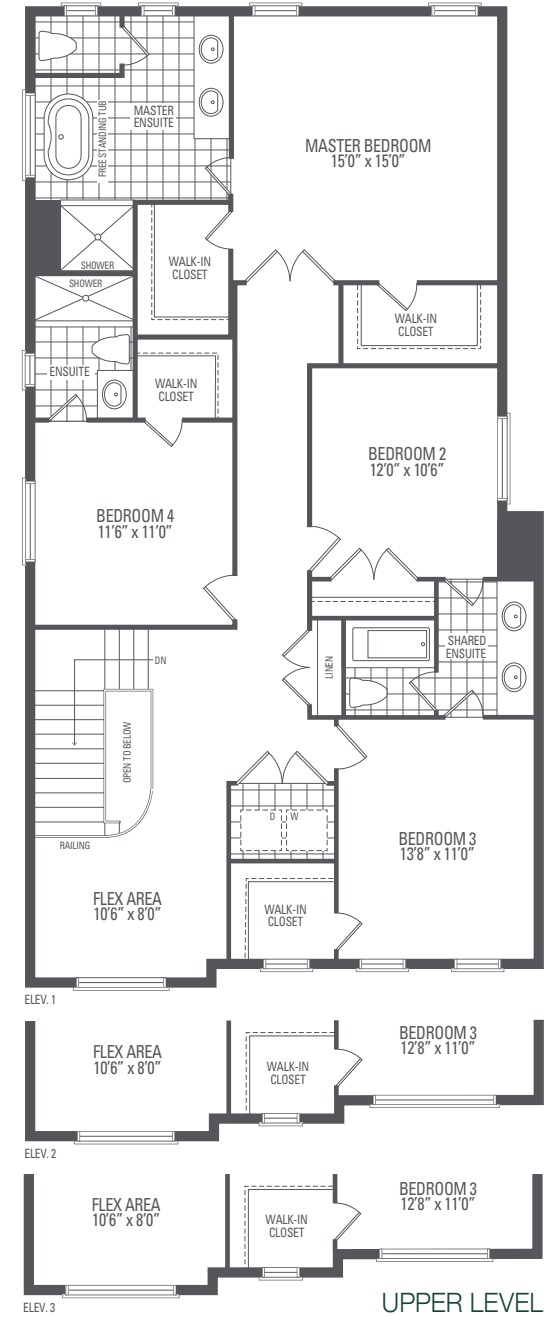 FREE STANDING TUB
MASTER
ENSUITE
MASTER BEDROOM
15'0" x 15'0"
SHOWER
WALK-IN
CLOSET
SHOWER
WALK-IN
CLOSET
ENSUITE
WALK-IN
CLOSET
BEDROOM 2
12'0" x 10'6"
BEDROOM 4
11'6" x 11'0"
SHARED
ENSUITE
LINEN
DN
OPEN TO BELOW
D W
RAILING
BEDROOM 3
13'8" x 11'0"
FLEX AREA
10'6" x 8'0"
WALK-IN
CLOSET
ELEV. 1
FLEX AREA
10'6" x 8'0"
WALK-IN
CLOSET
BEDROOM 3
12'8" x 11'0"
ELEV. 2
FLEX AREA
10'6" x 8'0"
WALK-IN
CLOSET
BEDROOM 3
12'8" x 11'0"
ELEV. 3
UPPER LEVEL